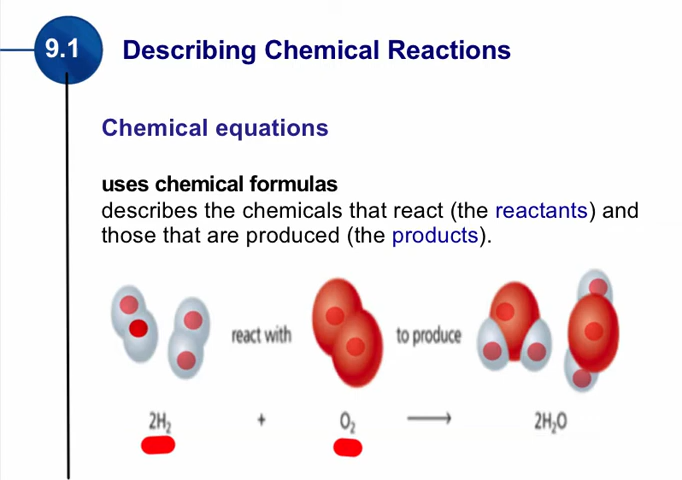 9.1
Describing Chemical Reactions
Chemical equations
uses chemical formulas
describes the chemicals that react (the reactants) and
those that are produced (the products).
react with
to produce
2H₂ + O₂ ⟶ 2H₂O